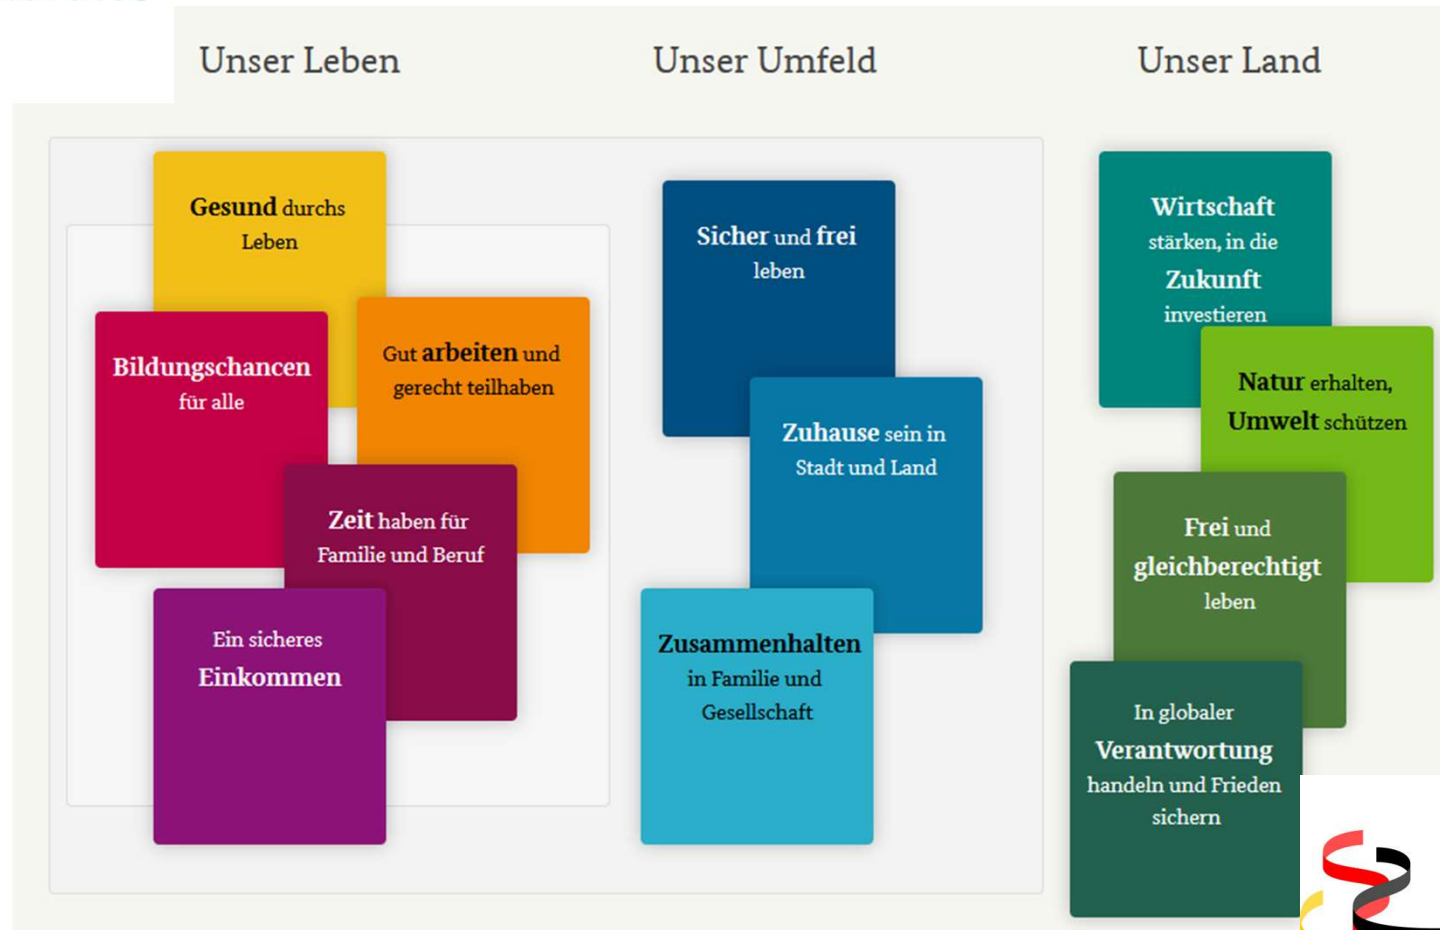 Unser Leben
Unser Umfeld
Unser Land
Gesund durchs
Leben
Bildungschancen
für alle
Gut arbeiten und
gerecht teilhaben
Zeit haben für
Familie und Beruf
Ein sicheres
Einkommen
Sicher und frei
leben
Zuhause sein in
Stadt und Land
Zusammenhalten
in Familie und
Gesellschaft
Wirtschaft
stärken, in die
Zukunft
investieren
Natur erhalten,
Umwelt schützen
Frei und
gleichberechtigt
leben
In globaler
Verantwortung
handeln und Frieden
sichern